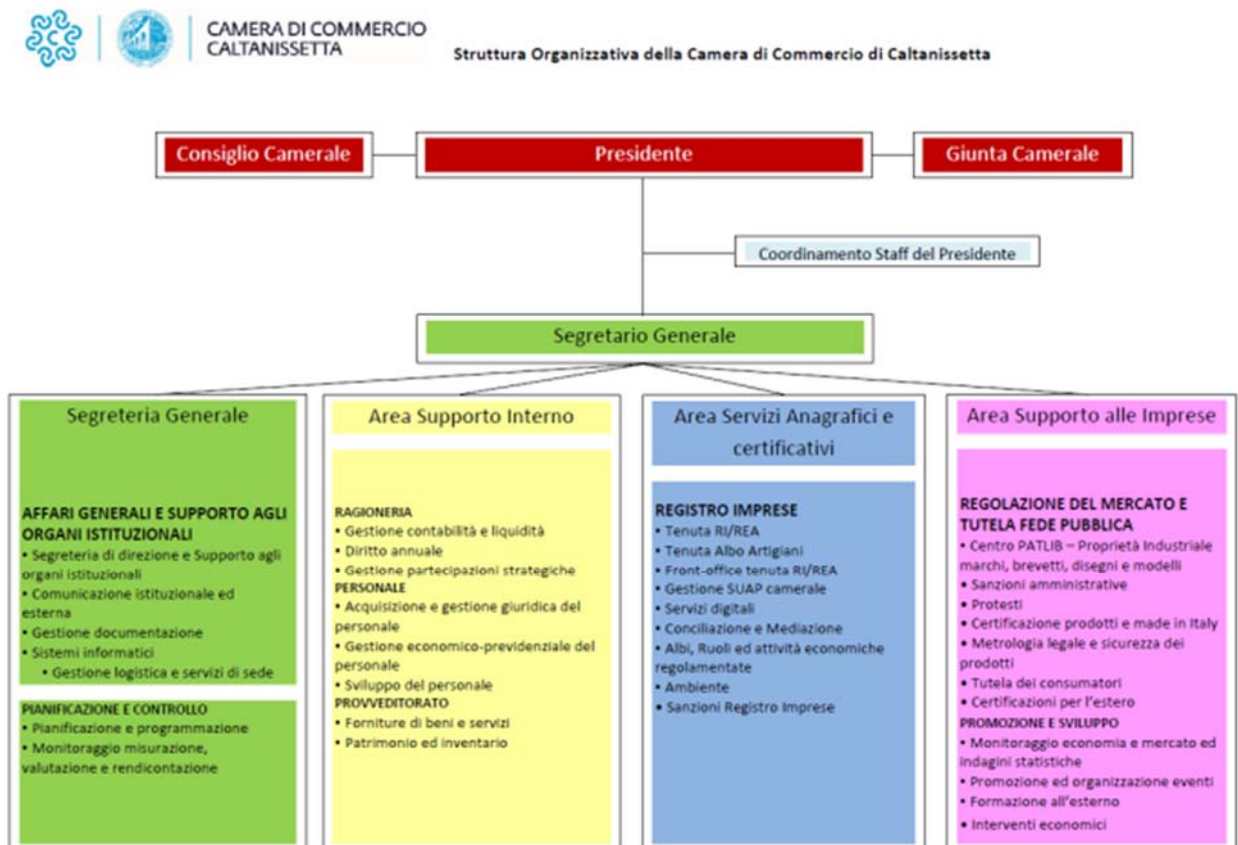 CAMERA DI COMMERCIO
CALTANISSETTA
Struttura Organizzativa della Camera di Commercio di Caltanissetta
Consiglio Camerale
Presidente
Giunta Camerale
Coordinamento Staff del Presidente
Segretario Generale
Segreteria Generale
AFFARI GENERALI E SUPPORTO AGLI
ORGANI ISTITUZIONALI
▪ Segreteria di direzione e Supporto agli
organi istituzionali
▪ Comunicazione istituzionale ed
esterna
▪ Gestione documentazione
▪ Sistemi informatici
▪ Gestione logistica e servizi di sede
PIANIFICAZIONE E CONTROLLO
▪ Pianificazione e programmazione
▪ Monitoraggio misurazione,
valutazione e rendicontazione
Area Supporto Interno
RAGIONERIA
▪ Gestione contabilità e liquidità
▪ Diritto annuale
▪ Gestione partecipazioni strategiche
PERSONALE
▪ Acquisizione e gestione giuridica del
personale
▪ Gestione economico-previdenziale del
personale
▪ Sviluppo del personale
PROVVEDITORATO
▪ Forniture di beni e servizi
▪ Patrimonio ed inventario
Area Servizi Anagrafici e
certificativi
REGISTRO IMPRESE
▪ Tenuta RI/REA
▪ Tenuta Albo Artigiani
▪ Front-office tenuta RI/REA
▪ Gestione SUAP camerale
▪ Servizi digitali
▪ Conciliazione e Mediazione
▪ Albi, Ruoli ed attività economiche
regolamentate
▪ Ambiente
• Sanzioni Registro Imprese
Area Supporto alle Imprese
REGOLAZIONE DEL MERCATO E
TUTELA FEDE PUBBLICA
▪ Centro PATLIB – Proprietà Industriale
marchi, brevetti, disegni e modelli
▪ Sanzioni amministrative
▪ Protesti
▪ Certificazione prodotti e made in Italy
▪ Metrologia legale e sicurezza dei
prodotti
▪ Tutela dei consumatori
▪ Certificazioni per l'estero
PROMOZIONE E SVILUPPO
▪ Monitoraggio economia e mercato ed
indagini statistiche
▪ Promozione ed organizzazione eventi
▪ Formazione all'esterno
• Interventi economici